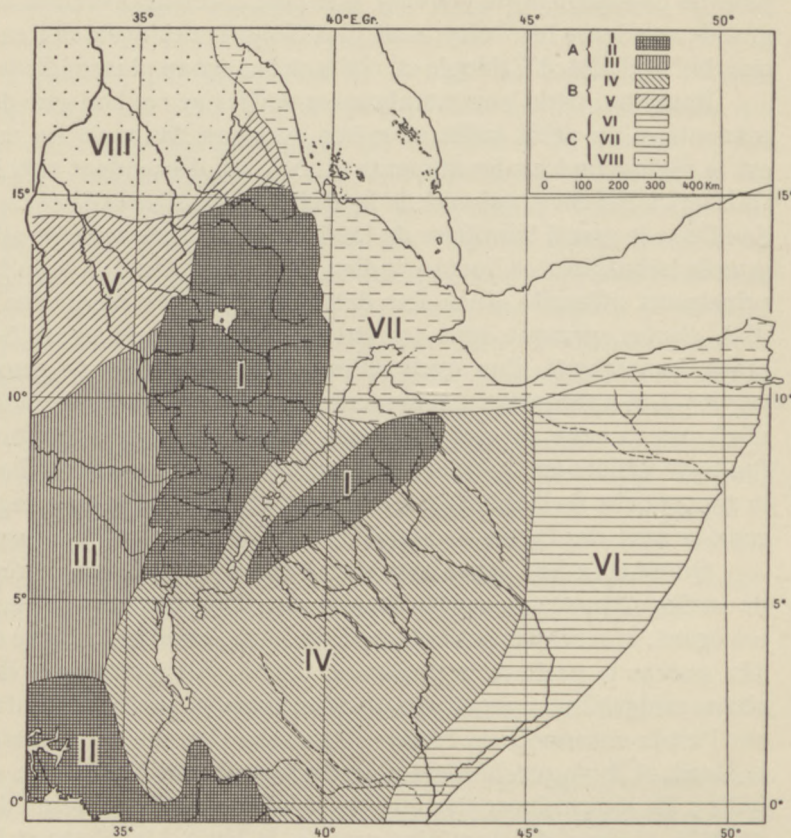 35° 40° E.Gr. 45° 50°
A { I
II
III
B { IV
V
C { VI
VII
VIII
0 100 200 300 400 Km.
VIII
15° 15°
V
VII
I
10° 10°
I
III
VI
5° 5°
IV
II
0° 0°
35° 40° 45° 50°